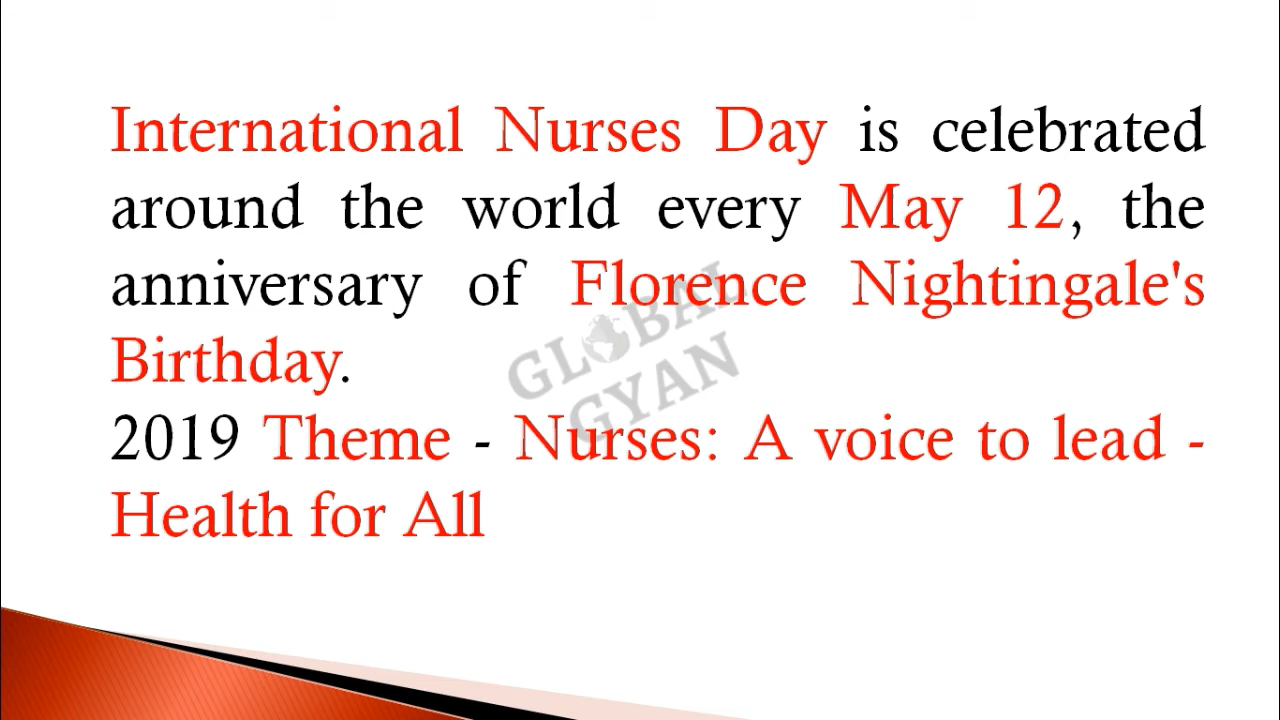 International Nurses Day is celebrated
around the world every May 12, the
anniversary of Florence Nightingale's
Birthday.
2019 Theme - Nurses: A voice to lead -
Health for All
GLOBAL
GYAN